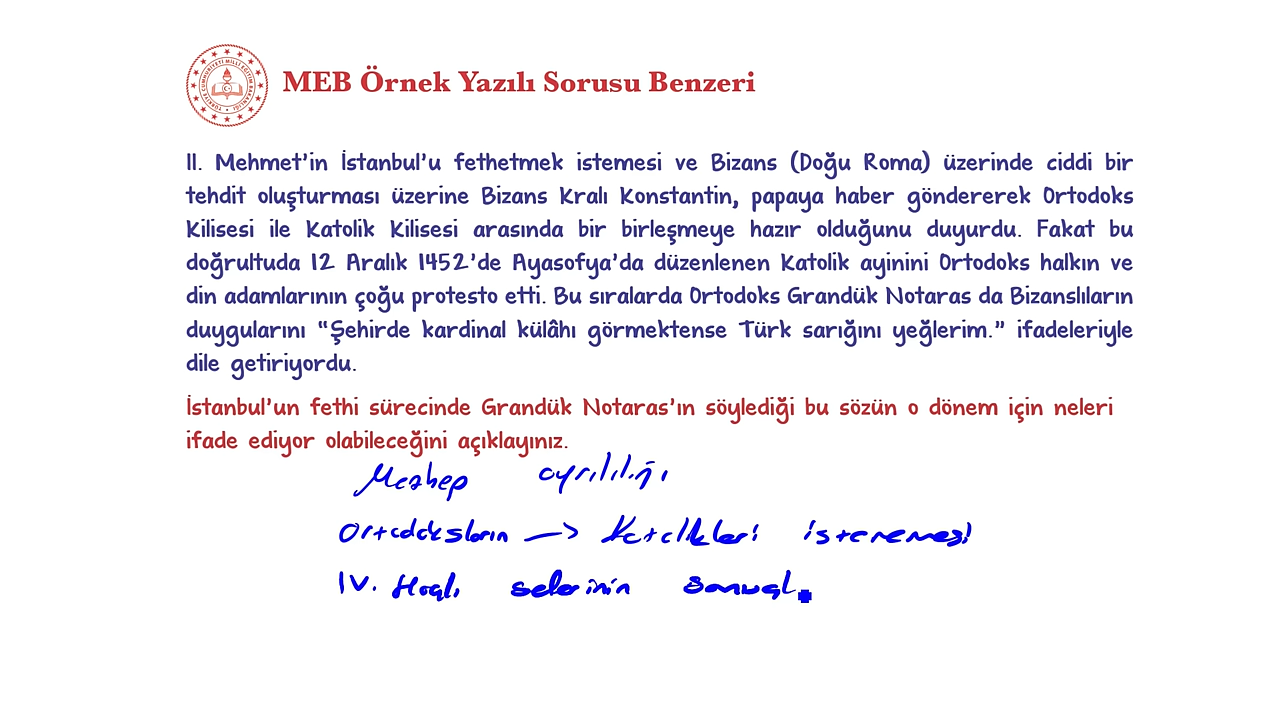 MEB Örnek Yazılı Sorusu Benzeri
II. Mehmet'in İstanbul'u fethetmek istemesi ve Bizans (Doğu Roma) üzerinde ciddi bir
tehdit oluşturması üzerine Bizans Kralı Konstantin, papaya haber göndererek Ortodoks
Kilisesi ile Katolik Kilisesi arasında bir birleşmeye hazır olduğunu duyurdu. Fakat bu
doğrultuda 12 Aralık 1452'de Ayasofya'da düzenlenen Katolik ayinini Ortodoks halkın ve
din adamlarının çoğu protesto etti. Bu sıralarda Ortodoks Grandük Notaras da Bizanslıların
duygularını “Şehirde kardinal külâhı görmektense Türk sarığını yeğlerim.” ifadeleriyle
dile getiriyordu.
İstanbul'un fethi sürecinde Grandük Notaras'ın söylediği bu sözün o dönem için neleri
ifade ediyor olabileceğini açıklayınız.
Mezhep ayrılılığı
Ortodoksların → Katolikleri istememesi
IV. Haçlı seferinin sonuçl